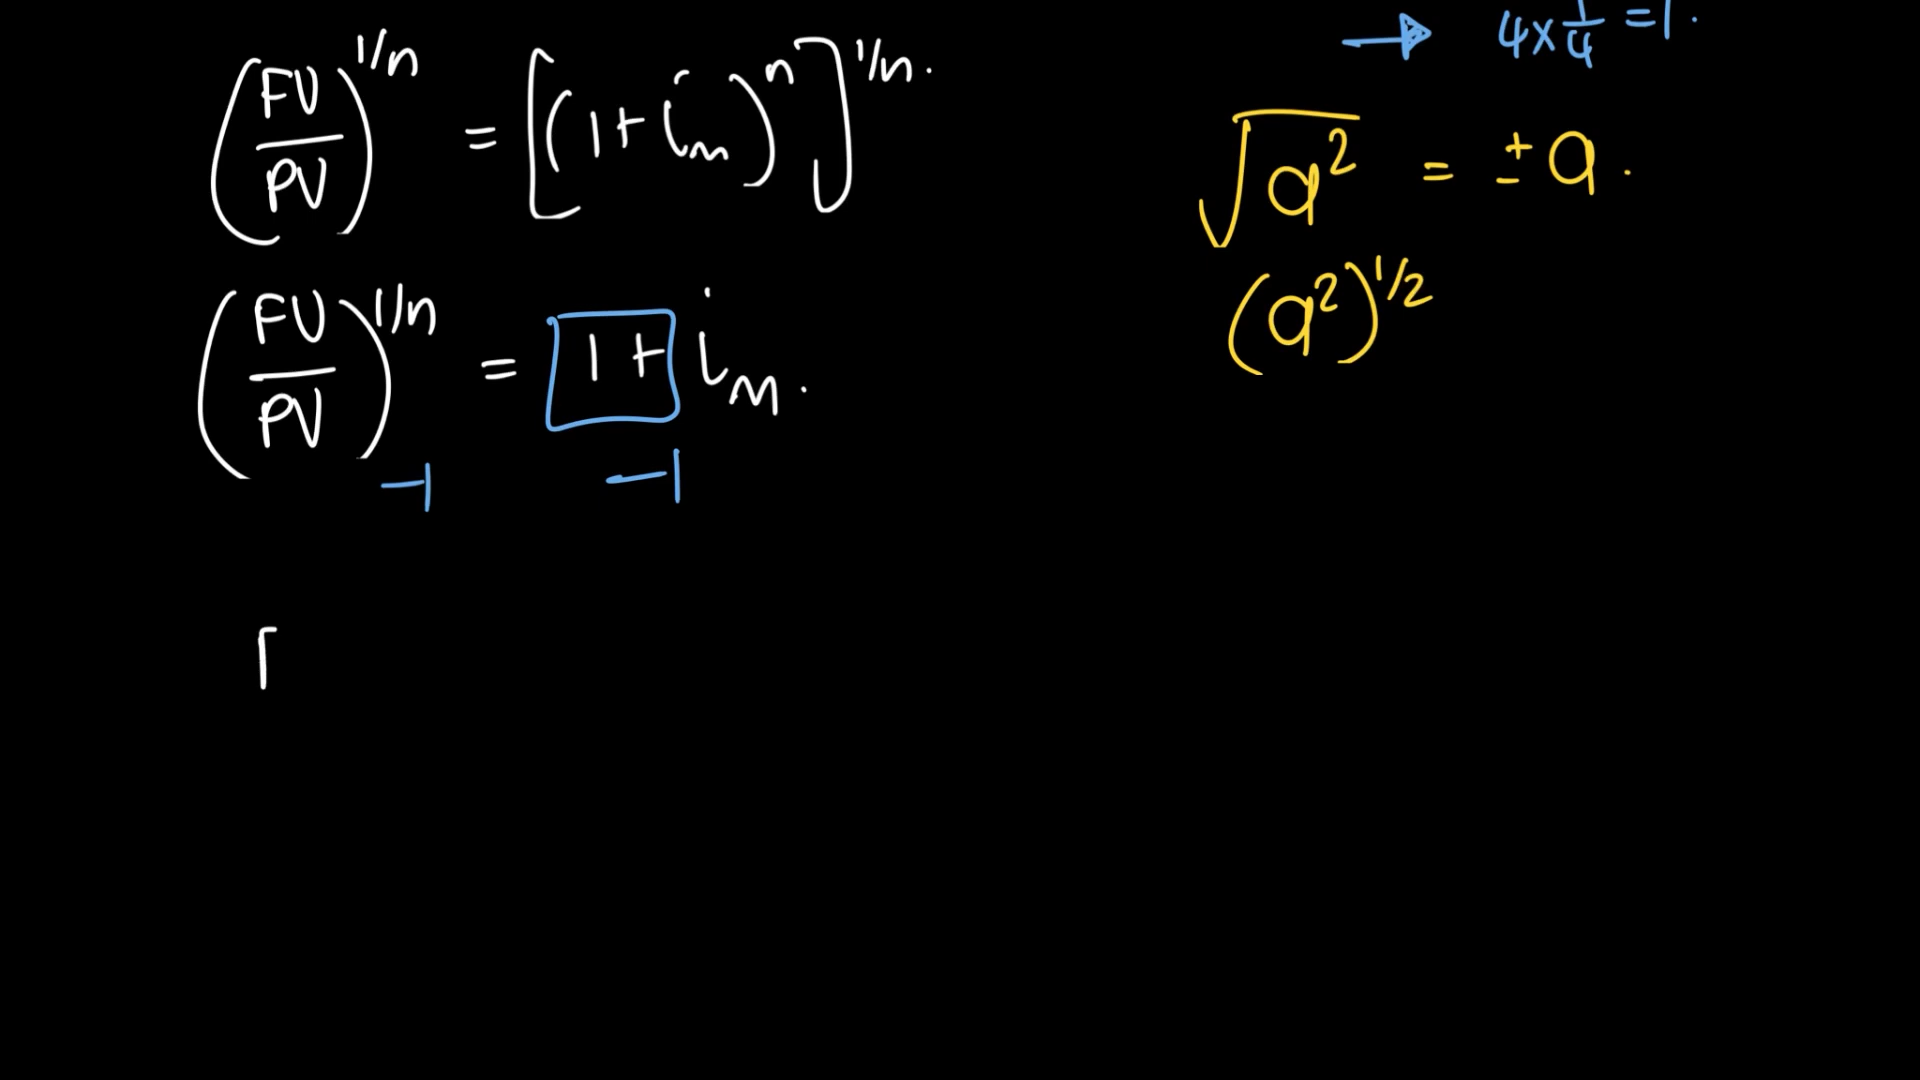 (FV/PV)^1/n = [(1+i_m)^n]^1/n.
→ 4×1/4=1.
√a² = ±a.
(a²)^1/2
(FV/PV)^1/n = 1+ i_m.
-1 -1